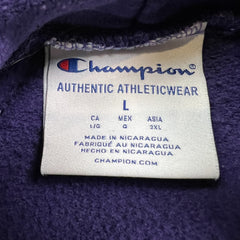 Champion
AUTHENTIC ATHLETICWEAR
L
CA MEX ASIA
L/G G 2XL
MADE IN NICARAGUA
FABRIQUÉ AU NICARAGUA
HECHO EN NICARAGUA
CHAMPION.COM